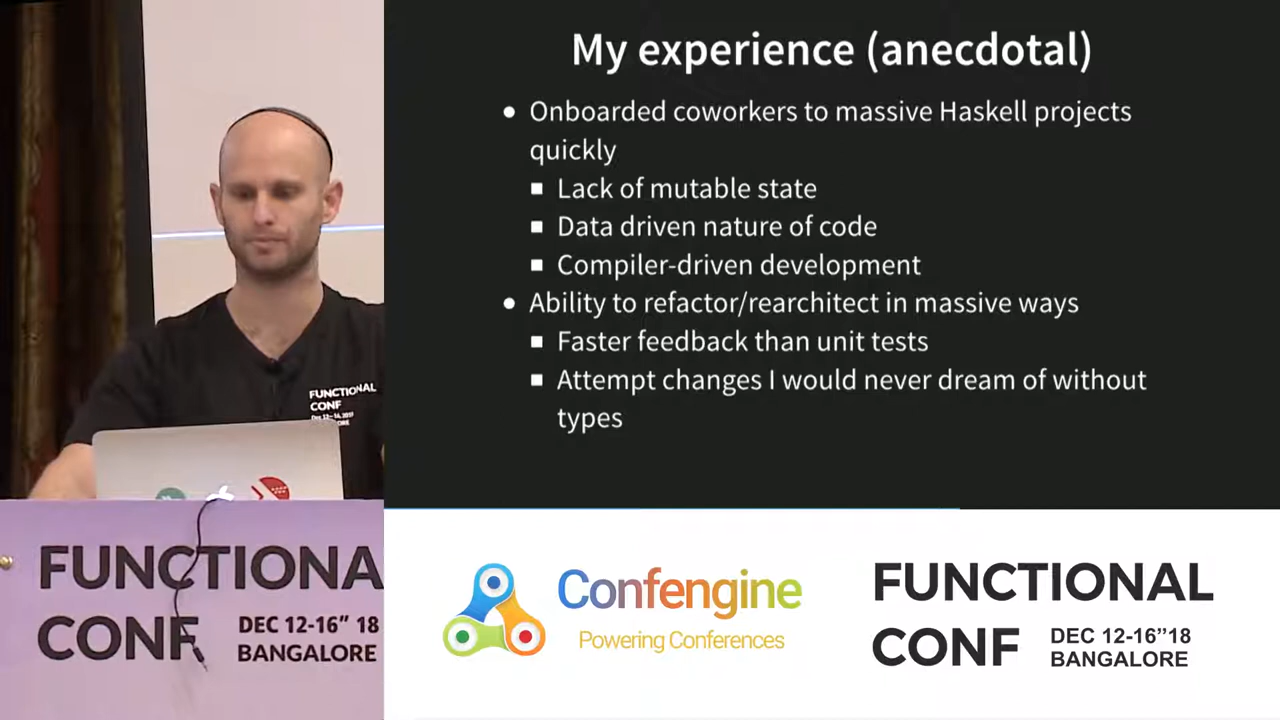 My experience (anecdotal)
• Onboarded coworkers to massive Haskell projects
quickly
▪ Lack of mutable state
▪ Data driven nature of code
▪ Compiler-driven development
• Ability to refactor/rearchitect in massive ways
▪ Faster feedback than unit tests
▪ Attempt changes I would never dream of without
types
FUNCTIONAL
CONF
FUNCTIONA
CONF
DEC 12-16" 18
BANGALORE
Confengine
Powering Conferences
FUNCTIONAL
CONF
DEC 12-16"18
BANGALORE